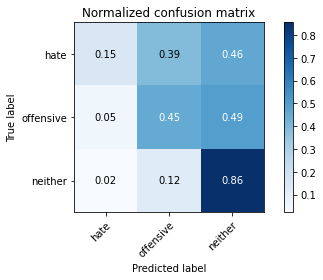 Normalized confusion matrix
True label
hate 0.15 0.39 0.46
offensive 0.05 0.45 0.49
neither 0.02 0.12 0.86
hate offensive neither
Predicted label
0.8
0.7
0.6
0.5
0.4
0.3
0.2
0.1